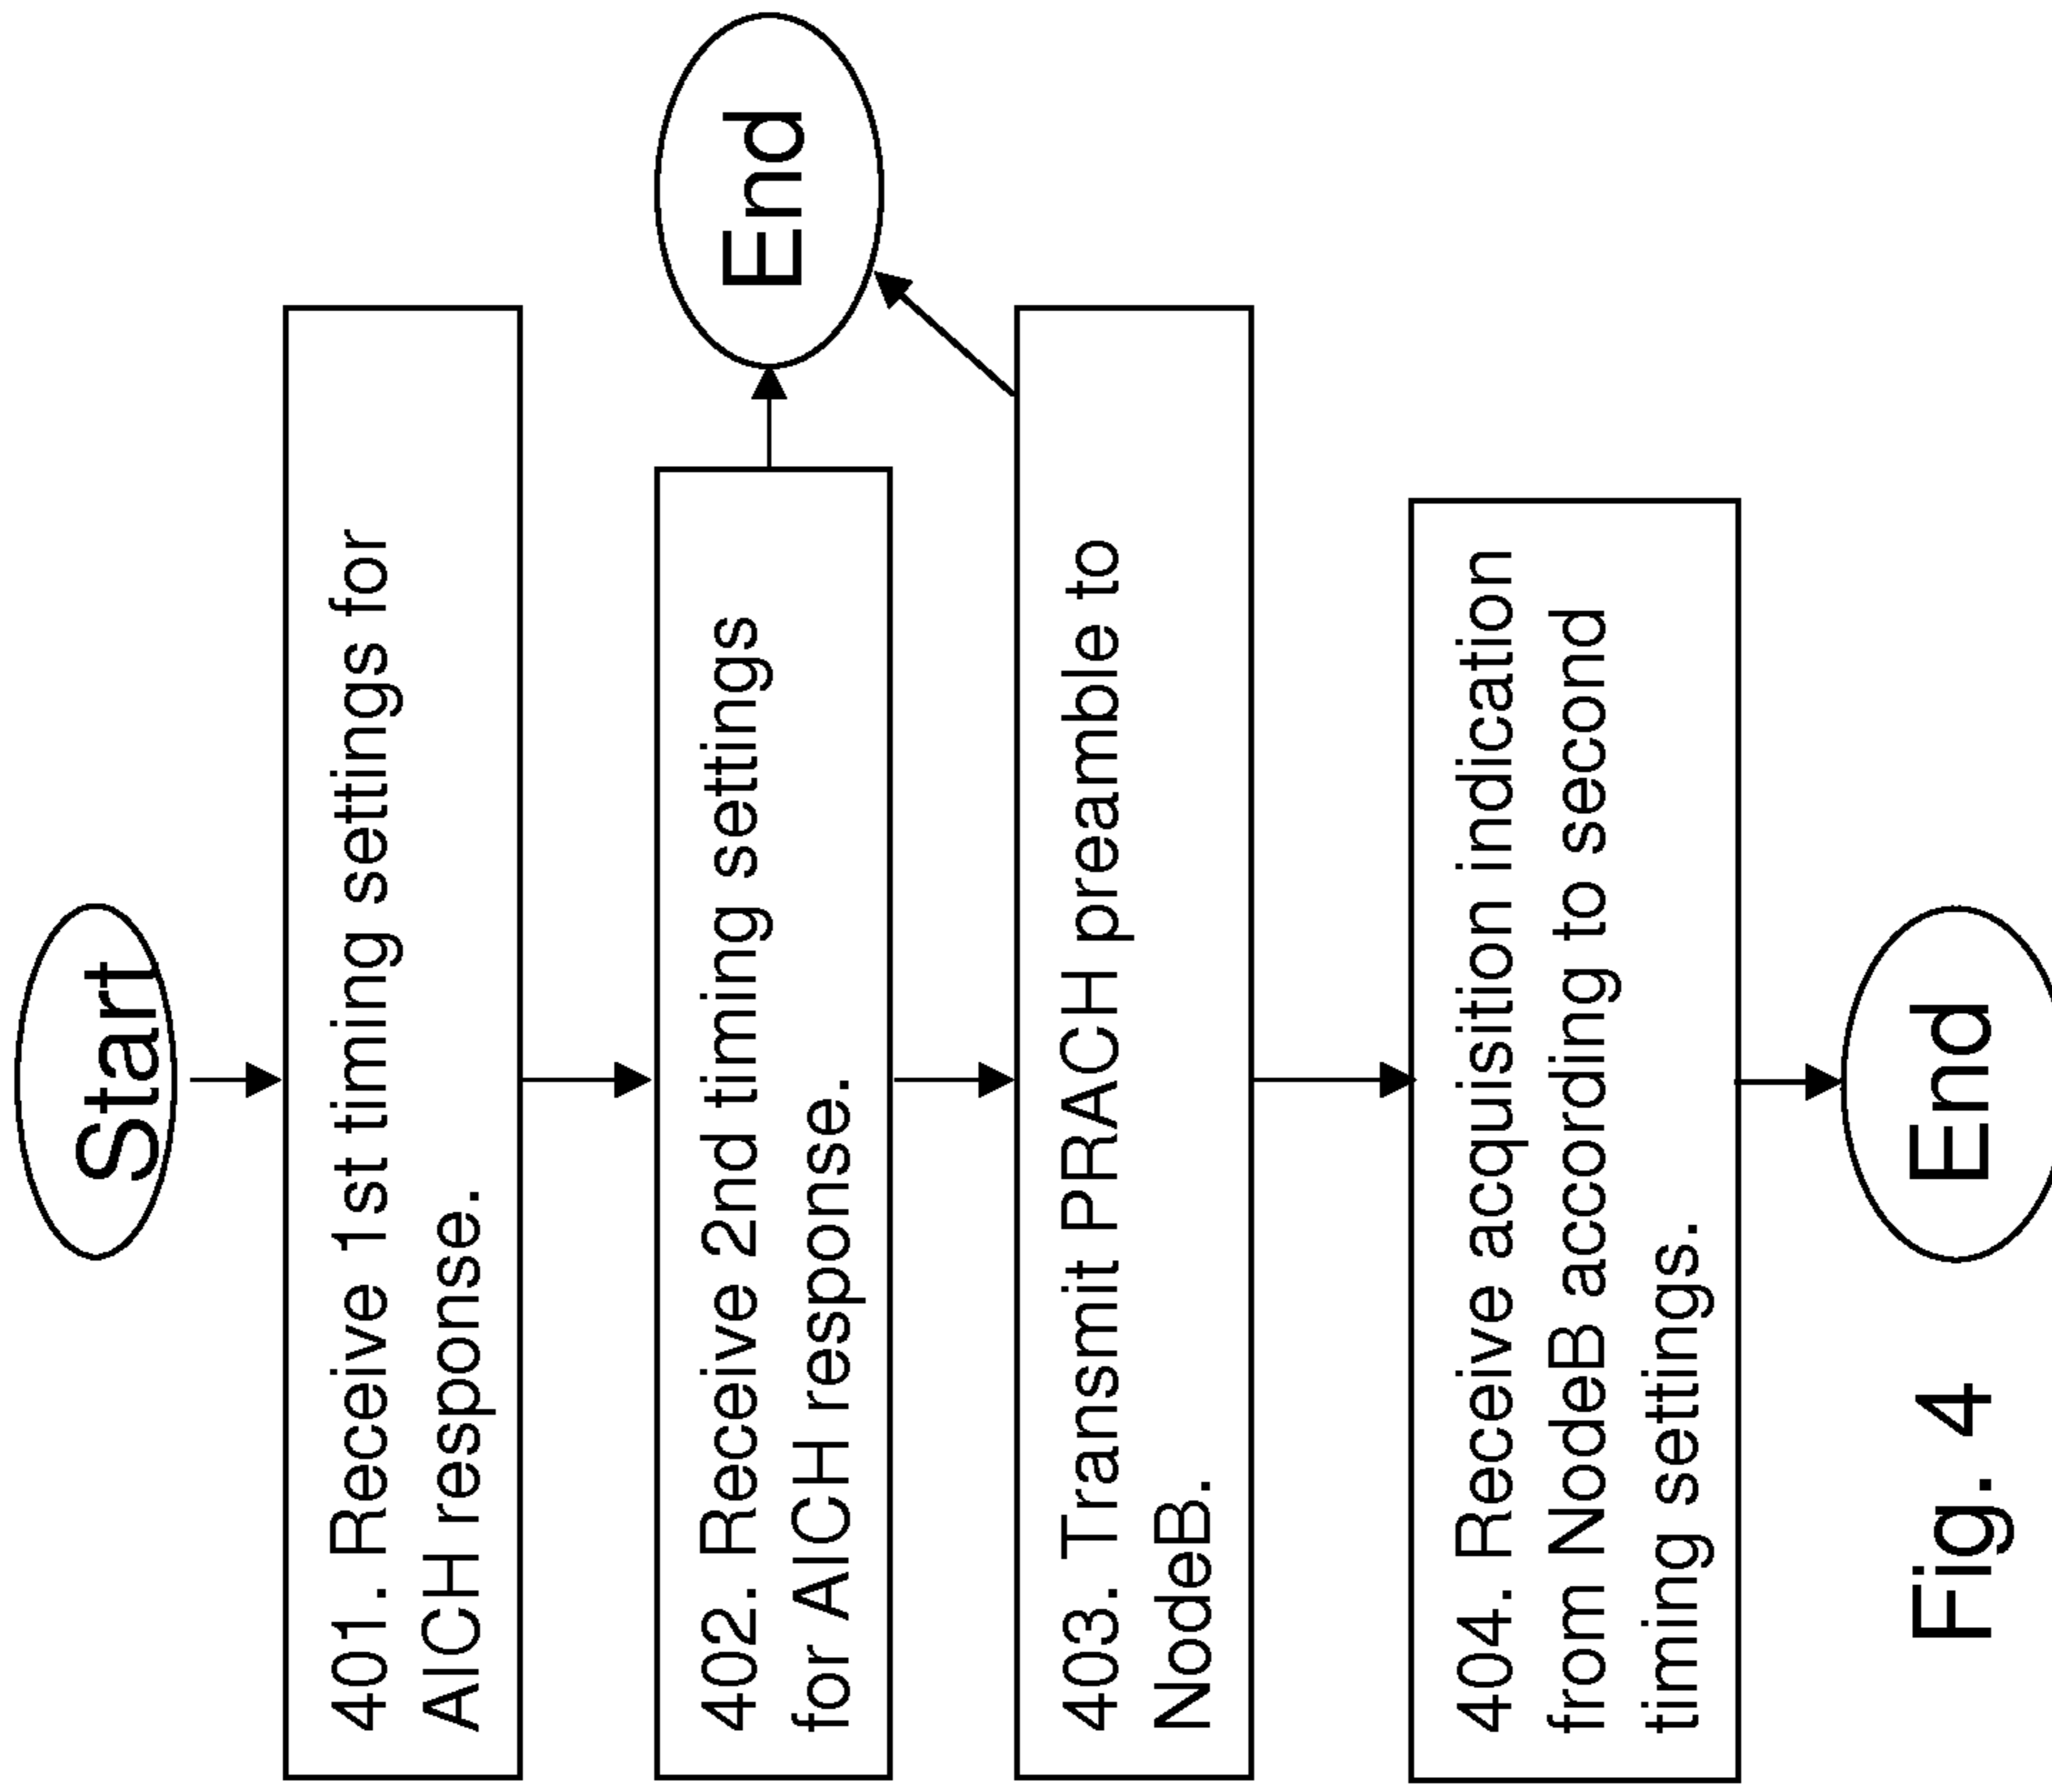 Start
401. Receive 1st timing settings for
AICH response.
402. Receive 2nd timing settings
for AICH response.
End
403. Transmit PRACH preamble to
NodeB.
404. Receive acquisition indication
from NodeB according to second
timing settings.
End
Fig. 4